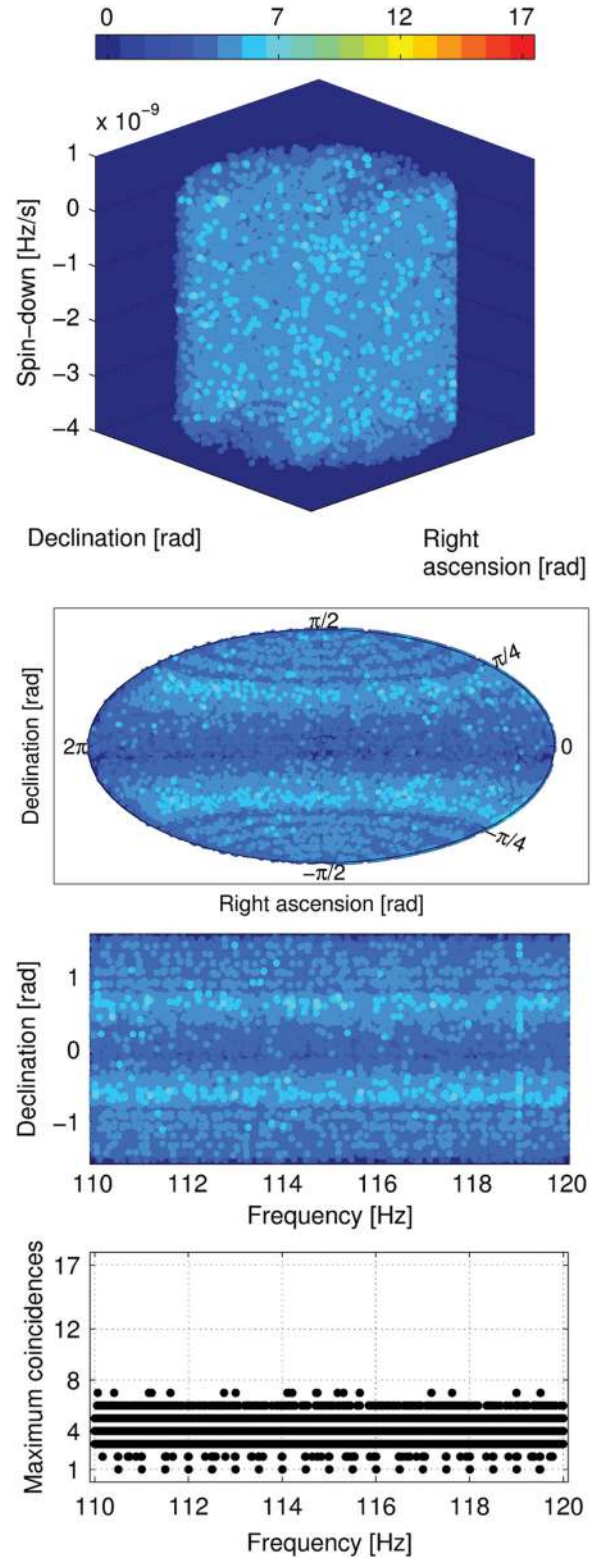 0 7 12 17
x 10⁻⁹
1
0
−1
−2
−3
−4
Spin−down [Hz/s]
Declination [rad]
Right
ascension [rad]
π/2
π/4
2π
0
−π/4
−π/2
Declination [rad]
Right ascension [rad]
1
0
−1
Declination [rad]
110 112 114 116 118 120
Frequency [Hz]
17
12
8
4
1
Maximum coincidences
110 112 114 116 118 120
Frequency [Hz]